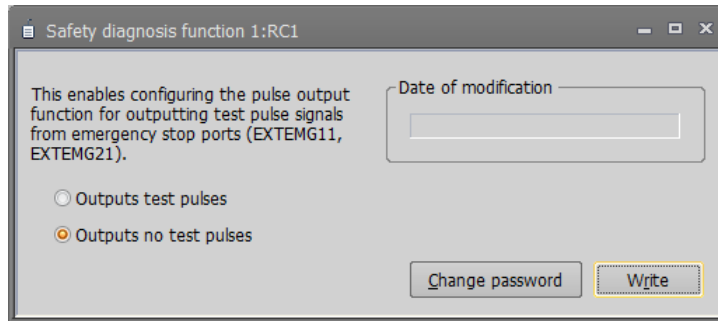 Safety diagnosis function 1:RC1
This enables configuring the pulse output
function for outputting test pulse signals
from emergency stop ports (EXTEMG11,
EXTEMG21).
Date of modification
Outputs test pulses
Outputs no test pulses
Change password
Write